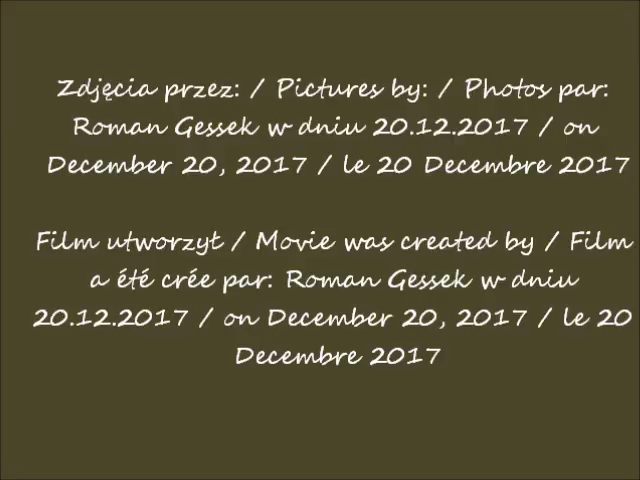 Zdjęcia przez: / Pictures by: / Photos par:
Roman Gessek w dniu 20.12.2017 / on
December 20, 2017 / le 20 Decembre 2017
Film utworzył / Movie was created by / Film
a été crée par: Roman Gessek w dniu
20.12.2017 / on December 20, 2017 / le 20
Decembre 2017